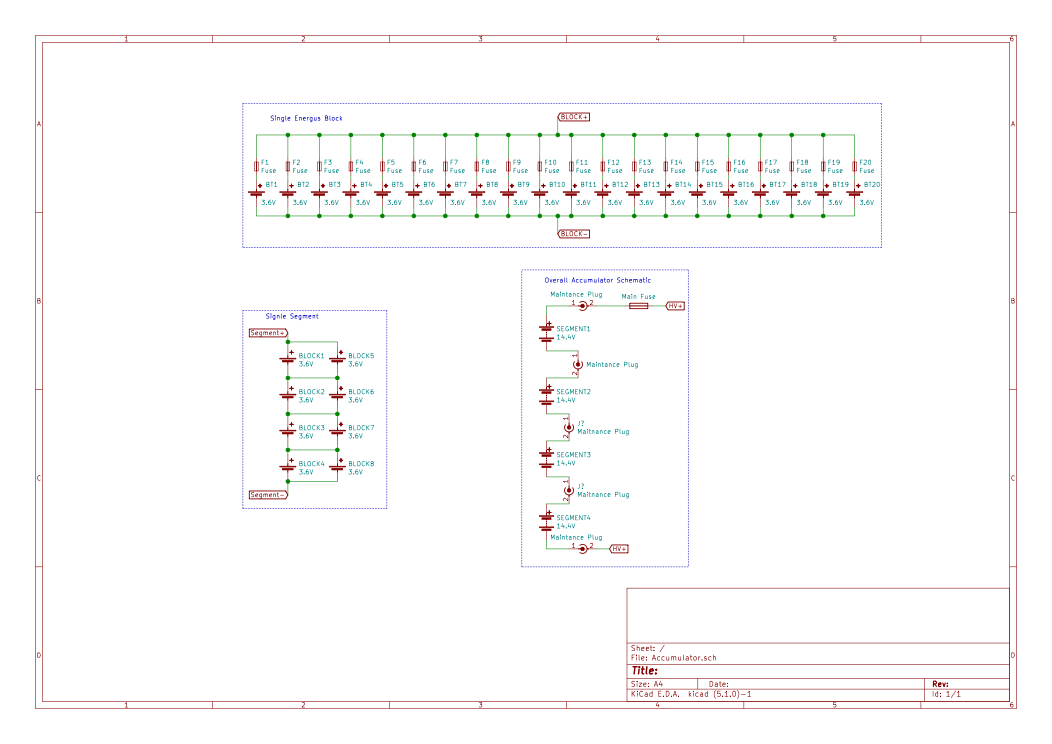 1 2 3 4 5 6
A A
Single Energus Block
BLOCK+
F1 F2 F3 F4 F5 F6 F7 F8 F9 F10 F11 F12 F13 F14 F15 F16 F17 F18 F19 F20
Fuse Fuse Fuse Fuse Fuse Fuse Fuse Fuse Fuse Fuse Fuse Fuse Fuse Fuse Fuse Fuse Fuse Fuse Fuse Fuse
BT1 BT2 BT3 BT4 BT5 BT6 BT7 BT8 BT9 BT10 BT11 BT12 BT13 BT14 BT15 BT16 BT17 BT18 BT19 BT20
3.6V 3.6V 3.6V 3.6V 3.6V 3.6V 3.6V 3.6V 3.6V 3.6V 3.6V 3.6V 3.6V 3.6V 3.6V 3.6V 3.6V 3.6V 3.6V 3.6V
BLOCK-
B B
Signle Segment
Segment+
BLOCK1 BLOCK5
3.6V 3.6V
BLOCK2 BLOCK6
3.6V 3.6V
BLOCK3 BLOCK7
3.6V 3.6V
BLOCK4 BLOCK8
3.6V 3.6V
Segment-
Overall Accumulator Schematic
Maintance Plug
1 2
Main Fuse
HV+
SEGMENT1
14.4V
1
Maintance Plug
2
SEGMENT2
14.4V
1
J?
Maitnance Plug
2
SEGMENT3
14.4V
1
J?
Maitnance Plug
2
SEGMENT4
14.4V
Maintance Plug
1 2
HV+
C C
D D
Sheet: /
File: Accumulator.sch
Title:
Size: A4 Date: Rev:
KiCad E.D.A. kicad (5.1.0)-1 Id: 1/1
1 2 3 4 5 6